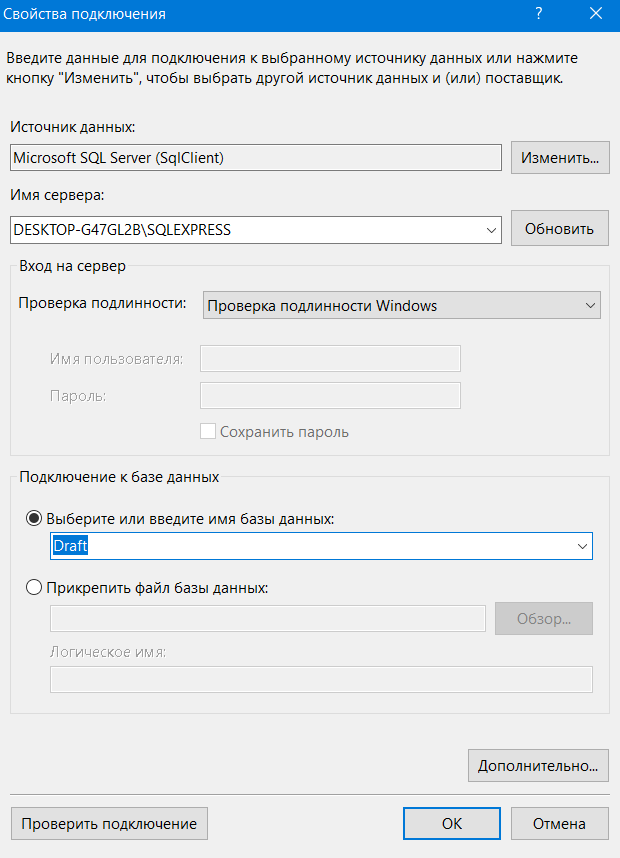 Свойства подключения
?
Введите данные для подключения к выбранному источнику данных или нажмите
кнопку "Изменить", чтобы выбрать другой источник данных и (или) поставщик.
Источник данных:
Microsoft SQL Server (SqlClient)
Изменить...
Имя сервера:
DESKTOP-G47GL2B\SQLEXPRESS
Обновить
Вход на сервер
Проверка подлинности:
Проверка подлинности Windows
Имя пользователя:
Пароль:
Сохранить пароль
Подключение к базе данных
Выберите или введите имя базы данных:
Draft
Прикрепить файл базы данных:
Обзор...
Логическое имя:
Дополнительно...
Проверить подключение
ОК
Отмена